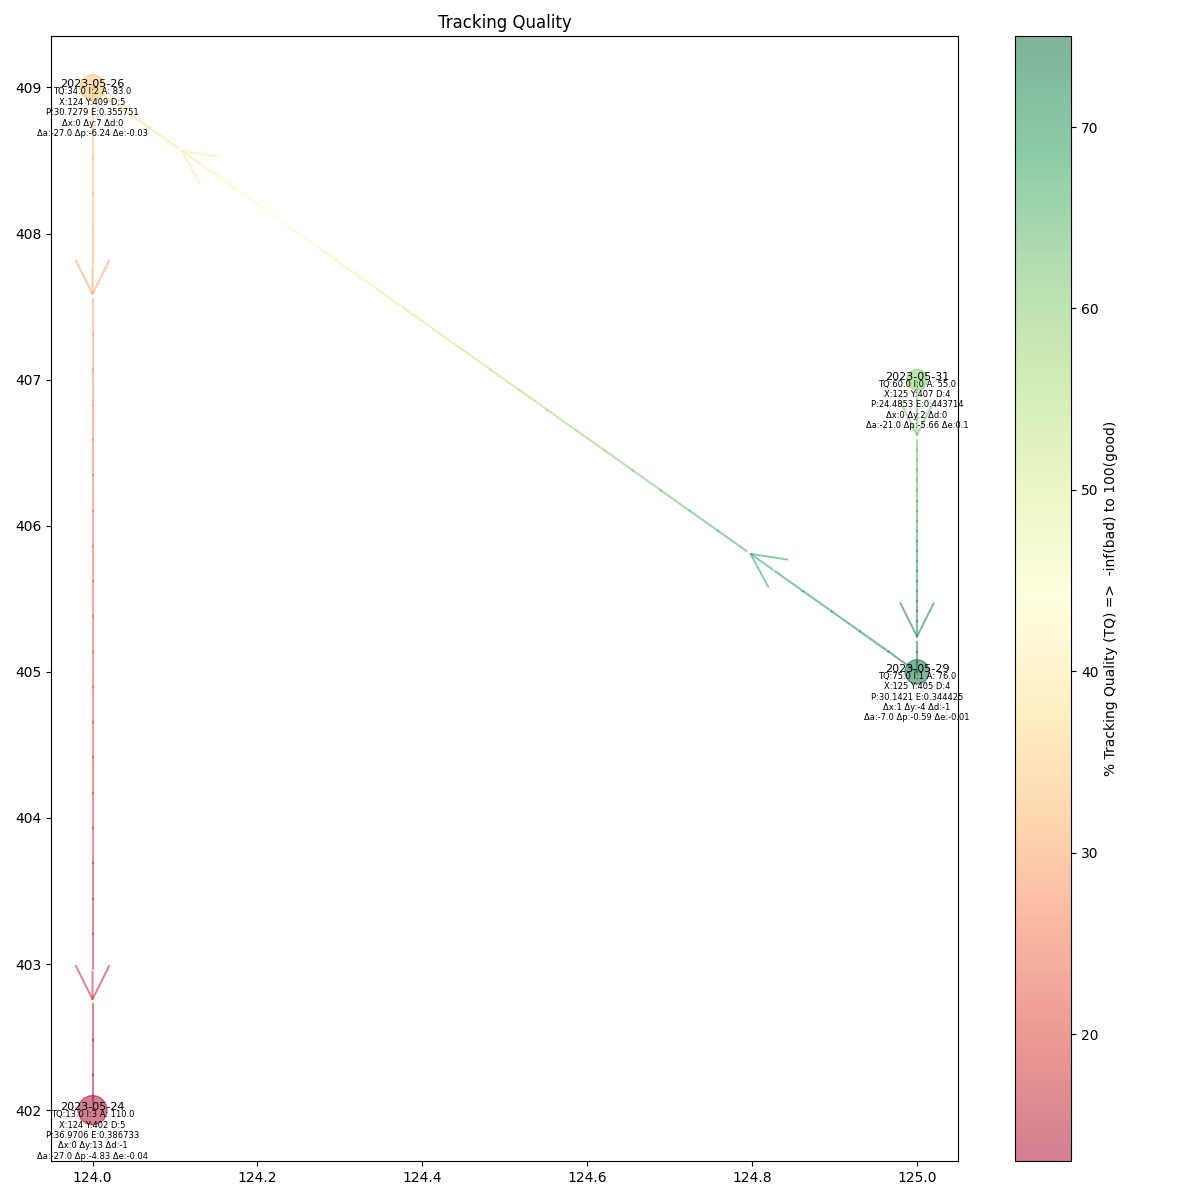 Tracking Quality
409
408
407
406
405
404
403
402
124.0
124.2
124.4
124.6
124.8
125.0
2023-05-26
TQ:34.0 I:2 A: 83.0
X:124 Y:409 D:5
P:30.7279 E:0.355751
Δx:0 Δy:7 Δd:0
Δa:-27.0 Δp:-6.24 Δe:-0.03
2023-05-31
TQ:60.0 I:0 A: 55.0
X:125 Y:407 D:4
P:24.4853 E:0.443714
Δx:0 Δy:2 Δd:0
Δa:-21.0 Δp:-5.66 Δe:0.1
2023-05-29
TQ:75.0 I:1 A: 76.0
X:125 Y:405 D:4
P:30.1421 E:0.344425
Δx:1 Δy:-4 Δd:-1
Δa:-7.0 Δp:-0.59 Δe:-0.01
2023-05-24
TQ:13.0 I:3 A: 110.0
X:124 Y:402 D:5
P:36.9706 E:0.386733
Δx:0 Δy:13 Δd:-1
Δa:-27.0 Δp:-4.83 Δe:-0.04
70
60
50
40
30
20
% Tracking Quality (TQ) =>  -inf(bad) to 100(good)